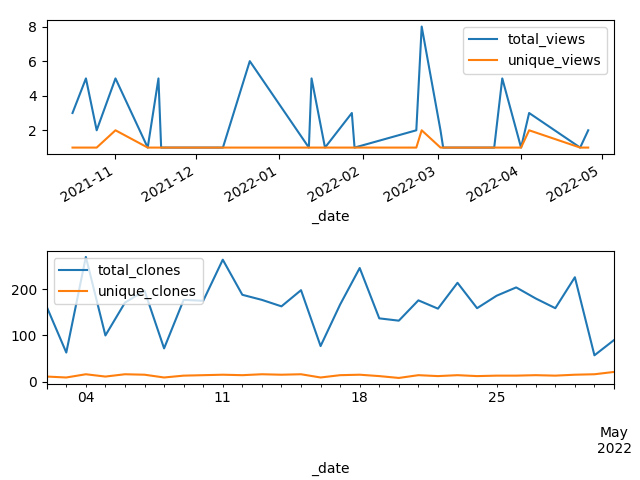 8
6
4
2
total_views
unique_views
2021-11
2021-12
2022-01
2022-02
2022-03
2022-04
2022-05
_date
200
100
0
total_clones
unique_clones
04
11
18
25
May
2022
_date